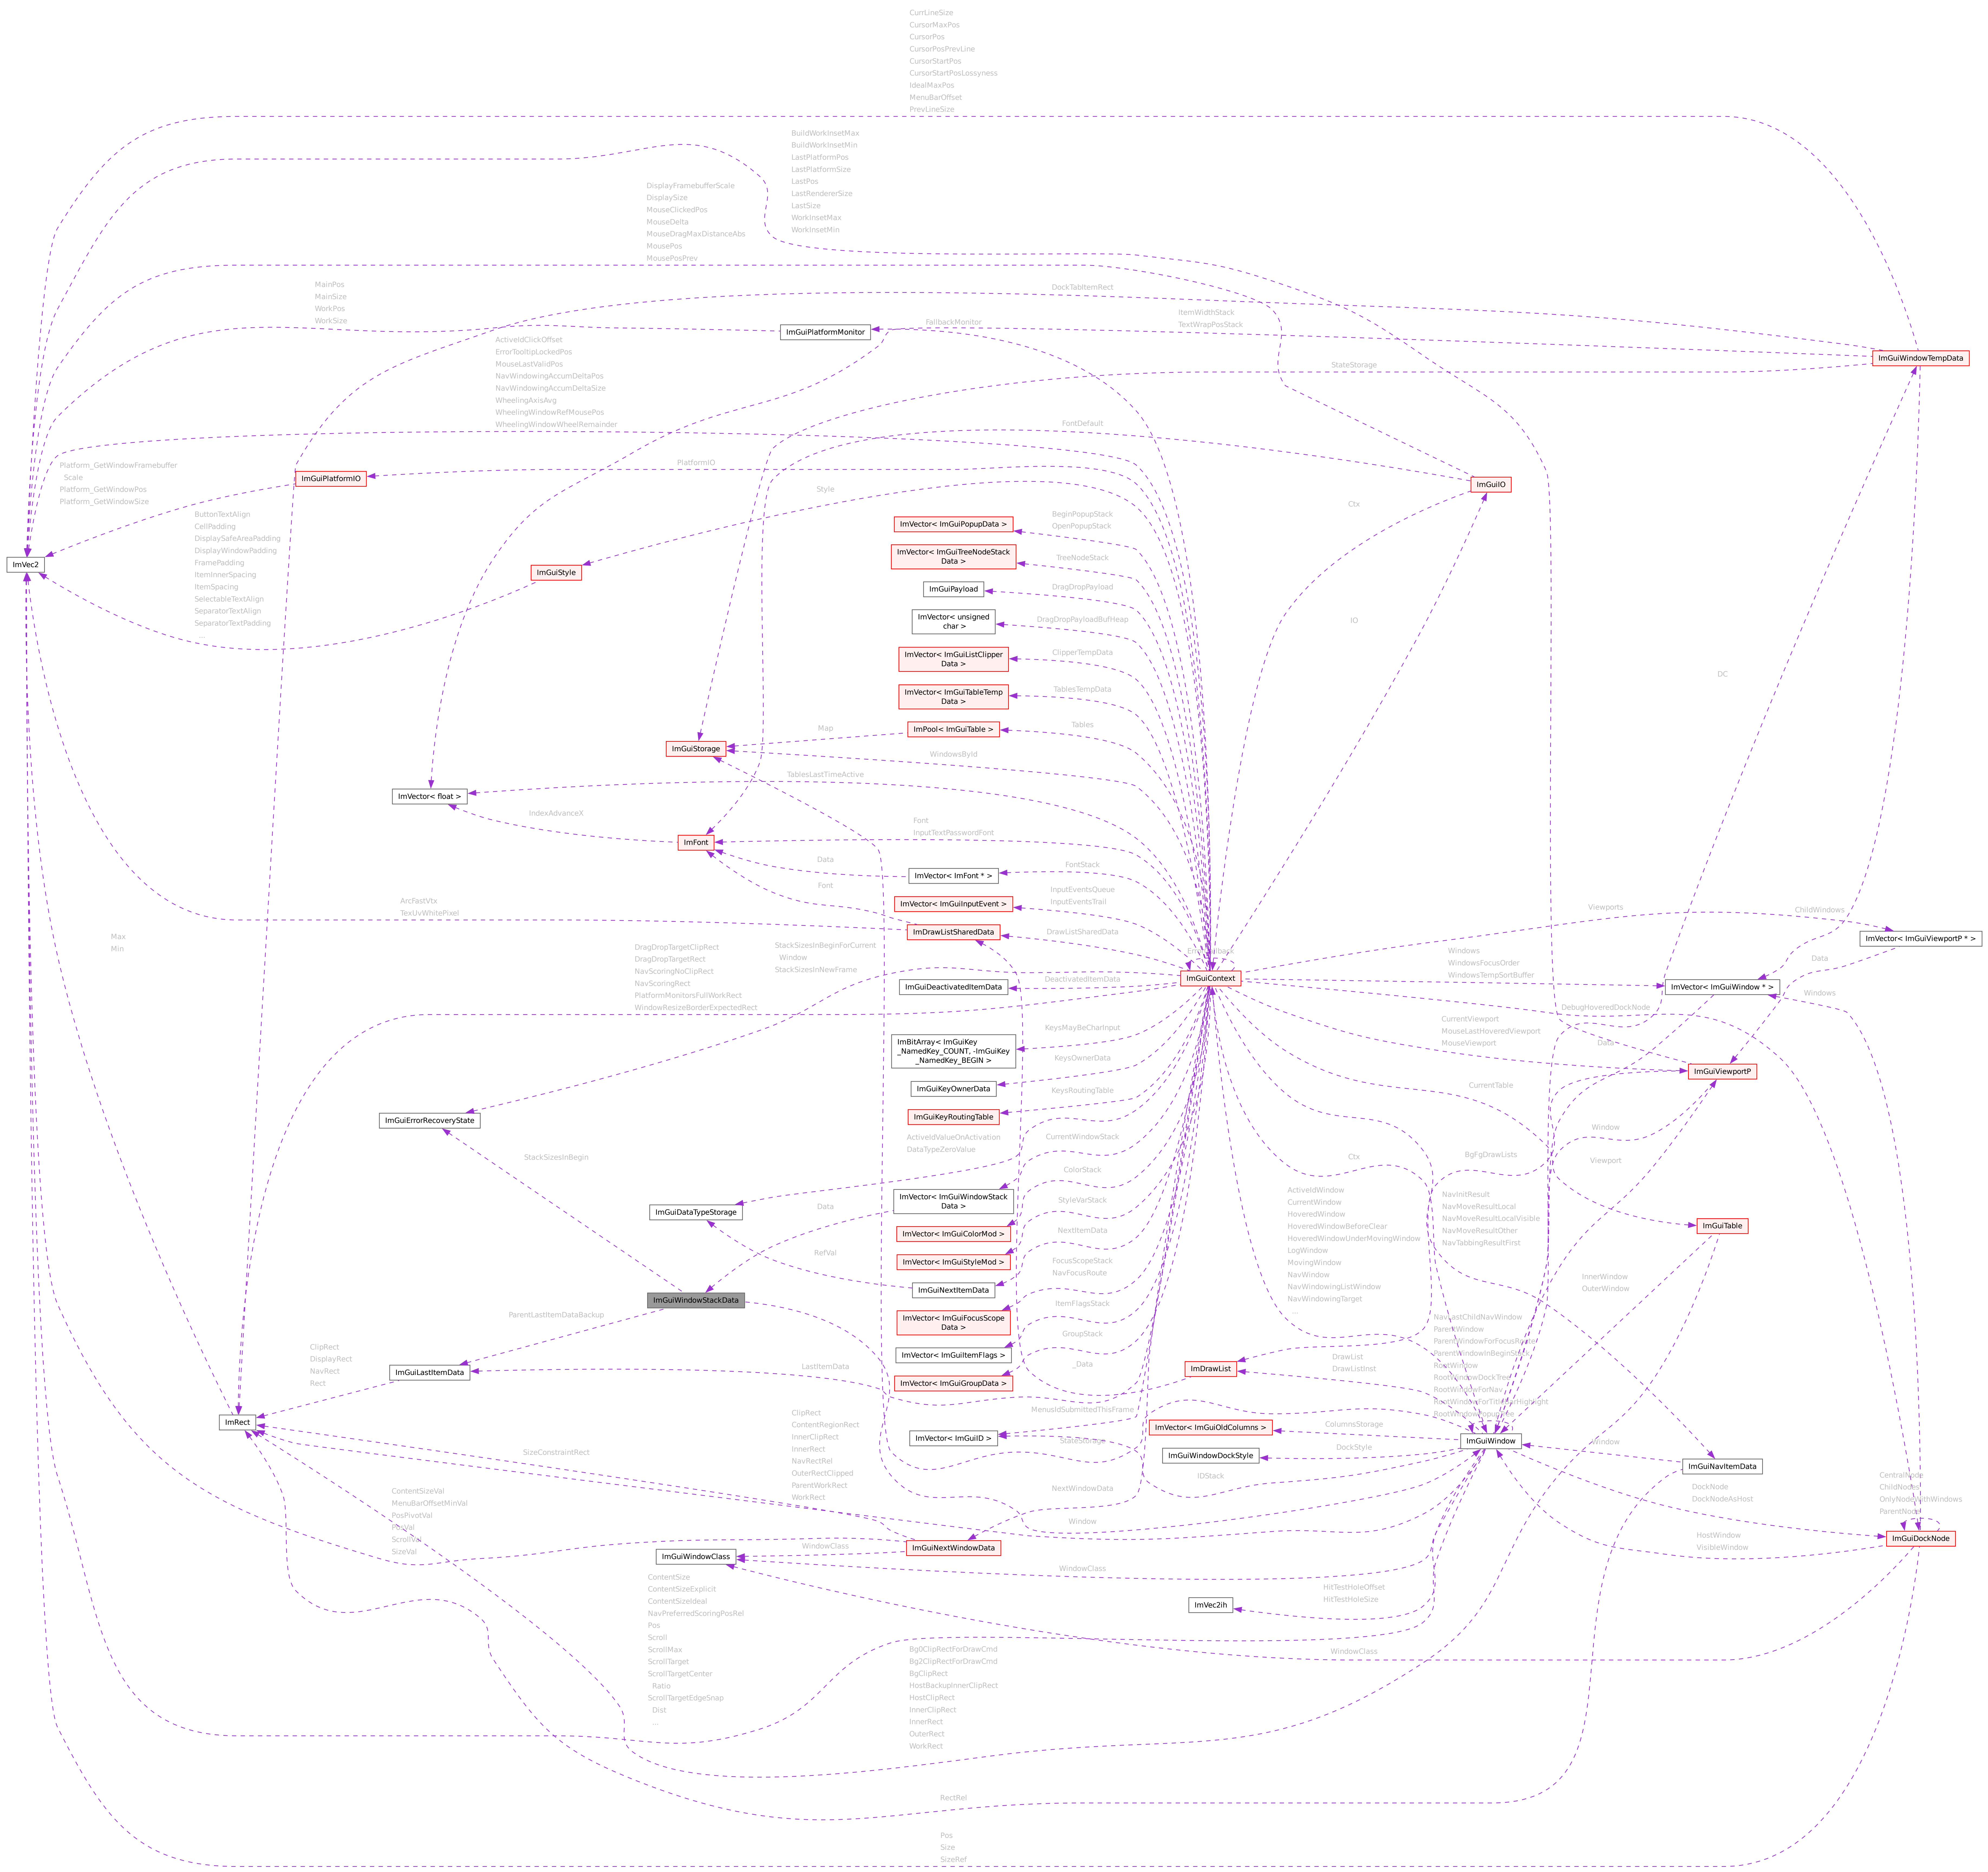 CurrLineSize
CursorMaxPos
CursorPos
CursorPosPrevLine
CursorStartPos
CursorStartPosLossyness
IdealMaxPos
MenuBarOffset
PrevLineSize
BuildWorkInsetMax
BuildWorkInsetMin
LastPlatformPos
LastPlatformSize
LastPos
LastRendererSize
LastSize
WorkInsetMax
WorkInsetMin
DisplayFramebufferScale
DisplaySize
MouseClickedPos
MouseDelta
MouseDragMaxDistanceAbs
MousePos
MousePosPrev
MainPos
MainSize
WorkPos
WorkSize
DockTabItemRect
ImGuiPlatformMonitor
FallbackMonitor
ItemWidthStack
TextWrapPosStack
ImGuiWindowTempData
StateStorage
ActiveIdClickOffset
ErrorTooltipLockedPos
MouseLastValidPos
NavWindowingAccumDeltaPos
NavWindowingAccumDeltaSize
WheelingAxisAvg
WheelingWindowRefMousePos
WheelingWindowWheelRemainder
FontDefault
Platform_GetWindowFramebuffer
Scale
Platform_GetWindowPos
Platform_GetWindowSize
ImGuiPlatformIO
PlatformIO
ImGuiIO
Style
Ctx
ButtonTextAlign
CellPadding
DisplaySafeAreaPadding
DisplayWindowPadding
FramePadding
ItemInnerSpacing
ItemSpacing
SelectableTextAlign
SeparatorTextAlign
SeparatorTextPadding
...
ImVec2
ImGuiStyle
ImVector< ImGuiPopupData >
BeginPopupStack
OpenPopupStack
ImVector< ImGuiTreeNodeStack
Data >
TreeNodeStack
ImGuiPayload
DragDropPayload
ImVector< unsigned
char >
DragDropPayloadBufHeap
IO
ImVector< ImGuiListClipper
Data >
ClipperTempData
DC
ImVector< ImGuiTableTemp
Data >
TablesTempData
ImPool< ImGuiTable >
Tables
Map
ImGuiStorage
WindowsById
TablesLastTimeActive
ImVector< float >
IndexAdvanceX
ImFont
Font
InputTextPasswordFont
Data
ImVector< ImFont * >
FontStack
Font
ImVector< ImGuiInputEvent >
InputEventsQueue
InputEventsTrail
ArcFastVtx
TexUvWhitePixel
ImDrawListSharedData
DrawListSharedData
Viewports
ChildWindows
ImVector< ImGuiViewportP * >
Max
Min
DragDropTargetClipRect
DragDropTargetRect
NavScoringNoClipRect
NavScoringRect
PlatformMonitorsFullWorkRect
WindowResizeBorderExpectedRect
StackSizesInBeginForCurrent
Window
StackSizesInNewFrame
ImGuiContext
Windows
WindowsFocusOrder
WindowsTempSortBuffer
Data
ImGuiDeactivatedItemData
DeactivatedItemData
ImVector< ImGuiWindow * >
Windows
DebugHoveredDockNode
CurrentViewport
MouseLastHoveredViewport
MouseViewport
Data
ImBitArray< ImGuiKey
_NamedKey_COUNT, -ImGuiKey
_NamedKey_BEGIN >
KeysMayBeCharInput
ImGuiViewportP
ImGuiKeyOwnerData
KeysOwnerData
CurrentTable
ImGuiKeyRoutingTable
KeysRoutingTable
ImGuiErrorRecoveryState
Window
ActiveIdValueOnActivation
DataTypeZeroValue
CurrentWindowStack
StackSizesInBegin
Ctx
BgFgDrawLists
Viewport
ColorStack
ImVector< ImGuiWindowStack
Data >
Data
ImGuiDataTypeStorage
StyleVarStack
ActiveIdWindow
CurrentWindow
HoveredWindow
HoveredWindowBeforeClear
HoveredWindowUnderMovingWindow
LogWindow
MovingWindow
NavWindow
NavWindowingListWindow
NavWindowingTarget
...
NavInitResult
NavMoveResultLocal
NavMoveResultLocalVisible
NavMoveResultOther
NavTabbingResultFirst
ImGuiTable
ImVector< ImGuiColorMod >
NextItemData
RefVal
ImVector< ImGuiStyleMod >
FocusScopeStack
NavFocusRoute
InnerWindow
OuterWindow
ImGuiNextItemData
ImGuiWindowStackData
ItemFlagsStack
ParentLastItemDataBackup
ImVector< ImGuiFocusScope
Data >
NavLastChildNavWindow
ParentWindow
ParentWindowForFocusRoute
ParentWindowInBeginStack
RootWindow
RootWindowDockTree
RootWindowForNav
RootWindowForTitleBarHighlight
RootWindowPopupTree
GroupStack
ImVector< ImGuiItemFlags >
ClipRect
DisplayRect
NavRect
Rect
LastItemData
_Data
DrawList
DrawListInst
ImGuiLastItemData
ImDrawList
ImVector< ImGuiGroupData >
MenusIdSubmittedThisFrame
ImRect
ClipRect
ContentRegionRect
InnerClipRect
InnerRect
NavRectRel
OuterRectClipped
ParentWorkRect
WorkRect
ImVector< ImGuiOldColumns >
ColumnsStorage
ImVector< ImGuiID >
StateStorage
ImGuiWindow
Window
SizeConstraintRect
ImGuiWindowDockStyle
DockStyle
ImGuiNavItemData
IDStack
CentralNode
ChildNodes
OnlyNodeWithWindows
ParentNode
ContentSizeVal
MenuBarOffsetMinVal
PosPivotVal
PosVal
ScrollVal
SizeVal
NextWindowData
DockNode
DockNodeAsHost
Window
HostWindow
VisibleWindow
ImGuiDockNode
WindowClass
ImGuiNextWindowData
ImGuiWindowClass
WindowClass
ContentSize
ContentSizeExplicit
ContentSizeIdeal
NavPreferredScoringPosRel
Pos
Scroll
ScrollMax
ScrollTarget
ScrollTargetCenter
Ratio
ScrollTargetEdgeSnap
Dist
...
HitTestHoleOffset
HitTestHoleSize
ImVec2ih
WindowClass
Bg0ClipRectForDrawCmd
Bg2ClipRectForDrawCmd
BgClipRect
HostBackupInnerClipRect
HostClipRect
InnerClipRect
InnerRect
OuterRect
WorkRect
RectRel
Pos
Size
SizeRef